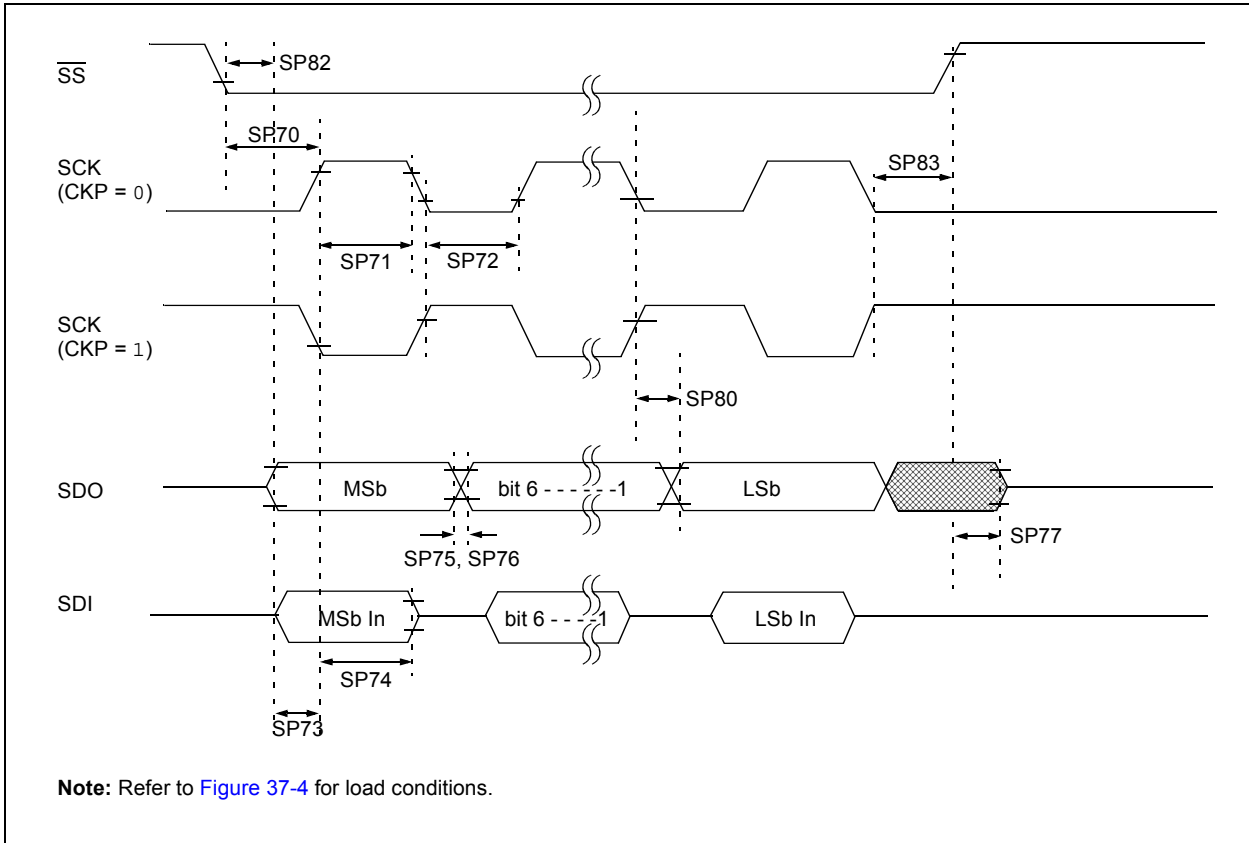 SS
SP82
SP70
SCK
(CKP = 0)
SP83
SP71
SP72
SCK
(CKP = 1)
SP80
SDO
MSb
bit 6 - - - - - -1
LSb
SP75, SP76
SP77
SDI
MSb In
bit 6 - - - -1
LSb In
SP74
SP73
Note: Refer to Figure 37-4 for load conditions.